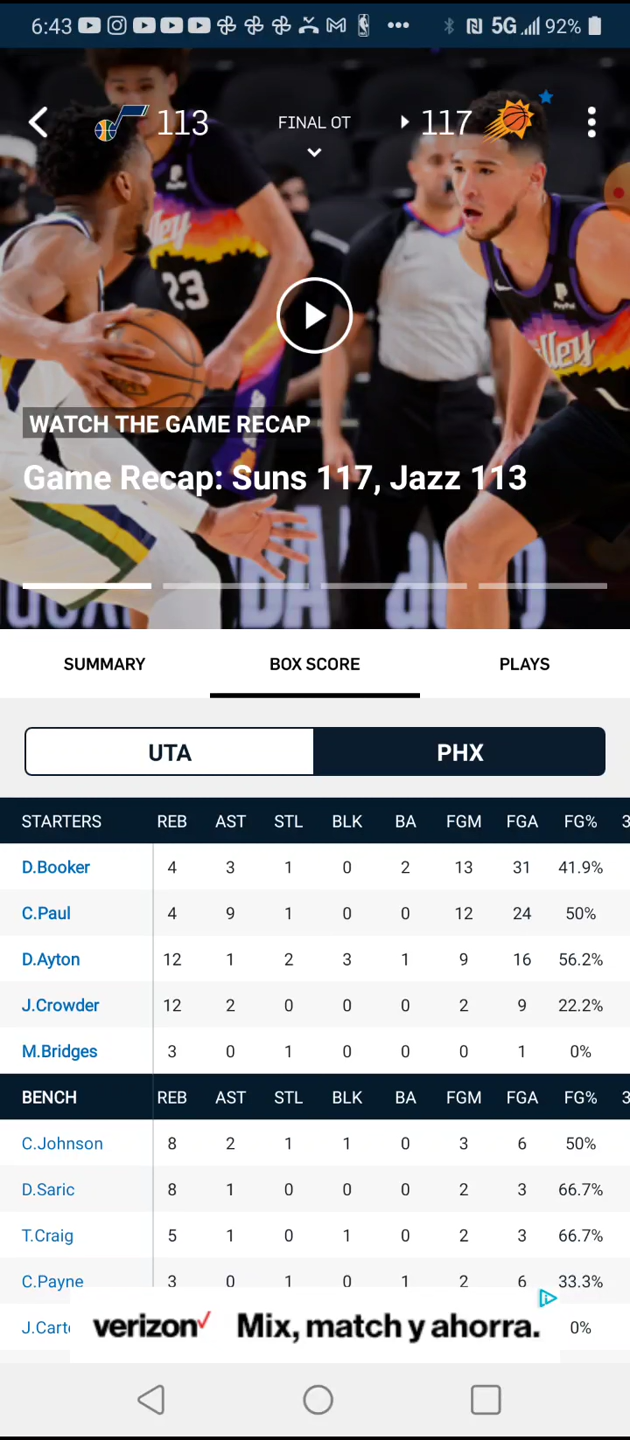 6:43 5G 92%
113 FINAL OT 117
WATCH THE GAME RECAP
Game Recap: Suns 117, Jazz 113
SUMMARY BOX SCORE PLAYS
UTA PHX
STARTERS REB AST STL BLK BA FGM FGA FG% 3
D.Booker 4 3 1 0 2 13 31 41.9%
C.Paul 4 9 1 0 0 12 24 50%
D.Ayton 12 1 2 3 1 9 16 56.2%
J.Crowder 12 2 0 0 0 2 9 22.2%
M.Bridges 3 0 1 0 0 0 1 0%
BENCH REB AST STL BLK BA FGM FGA FG% 3
C.Johnson 8 2 1 1 0 3 6 50%
D.Saric 8 1 0 0 0 2 3 66.7%
T.Craig 5 1 0 1 0 2 3 66.7%
C.Payne 3 0 1 0 1 2 6 33.3%
J.Cart 0%
verizon Mix, match y ahorra.